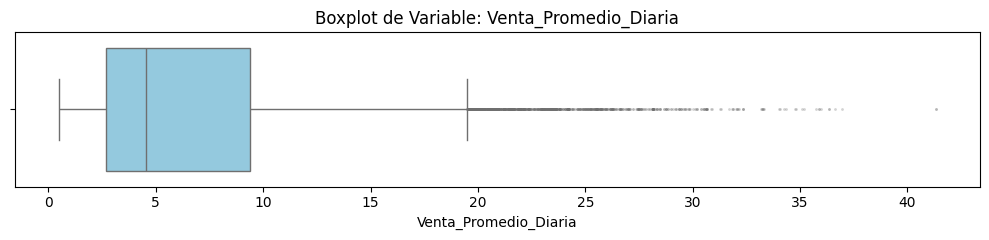 Boxplot de Variable: Venta_Promedio_Diaria
0 5 10 15 20 25 30 35 40
Venta_Promedio_Diaria